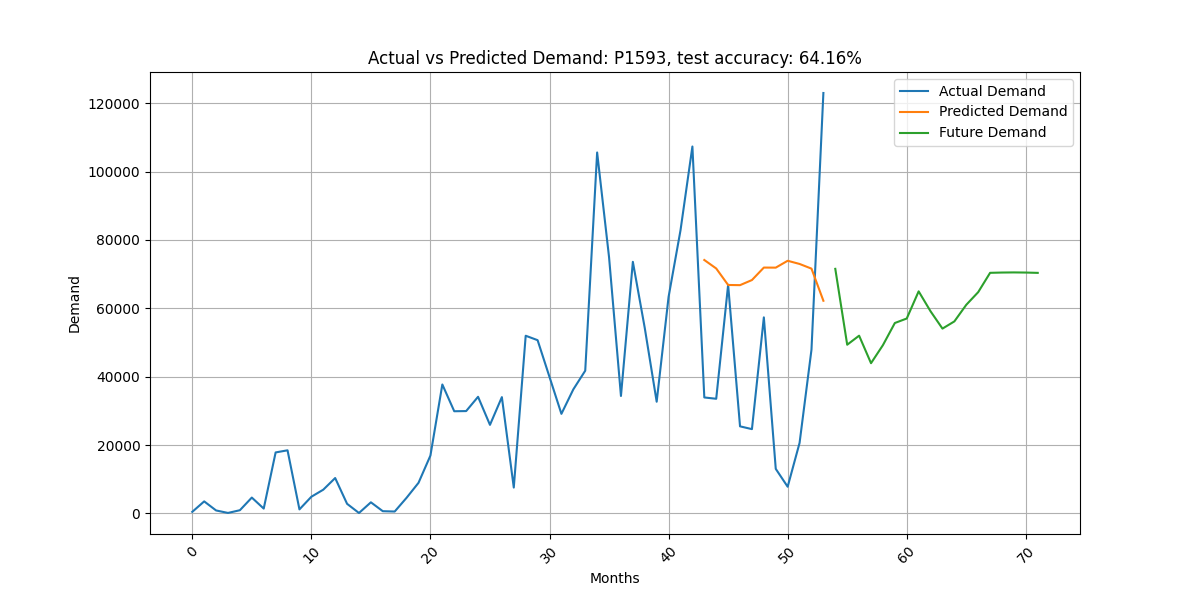 Actual vs Predicted Demand: P1593, test accuracy: 64.16%
Actual Demand
Predicted Demand
Future Demand
120000
100000
80000
60000
40000
20000
0
Demand
0 10 20 30 40 50 60 70
Months